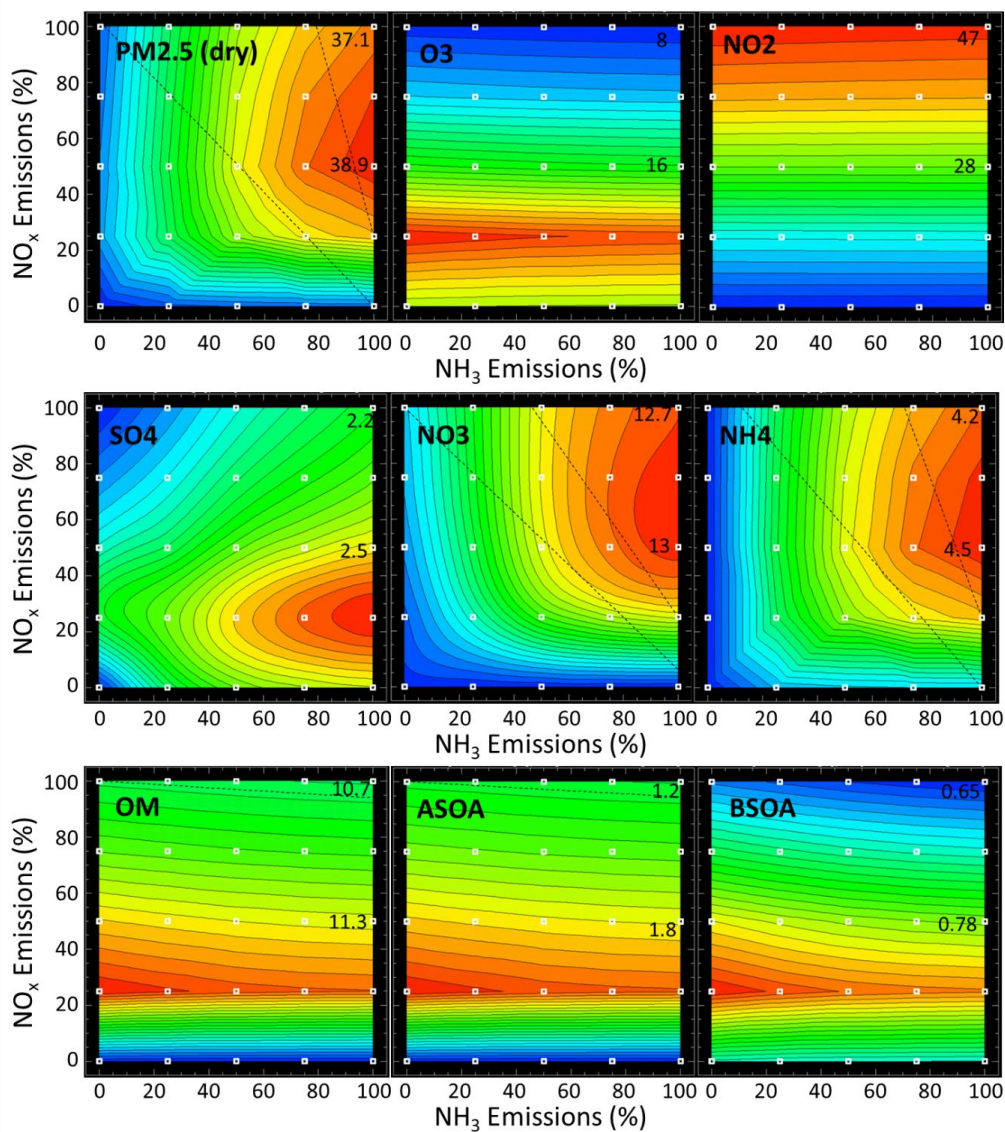 PM2.5 (dry)
O3
NO2
37.1
8
47
38.9
16
28
NOx Emissions (%)
100
80
60
40
20
0
0 20 40 60 80 100
0 20 40 60 80 100
0 20 40 60 80 100
NH3 Emissions (%)
SO4
NO3
NH4
2.2
12.7
4.2
2.5
13
4.5
NOx Emissions (%)
100
80
60
40
20
0
0 20 40 60 80 100
0 20 40 60 80 100
0 20 40 60 80 100
NH3 Emissions (%)
OM
ASOA
BSOA
10.7
1.2
0.65
11.3
1.8
0.78
NOx Emissions (%)
100
80
60
40
20
0
0 20 40 60 80 100
0 20 40 60 80 100
0 20 40 60 80 100
NH3 Emissions (%)